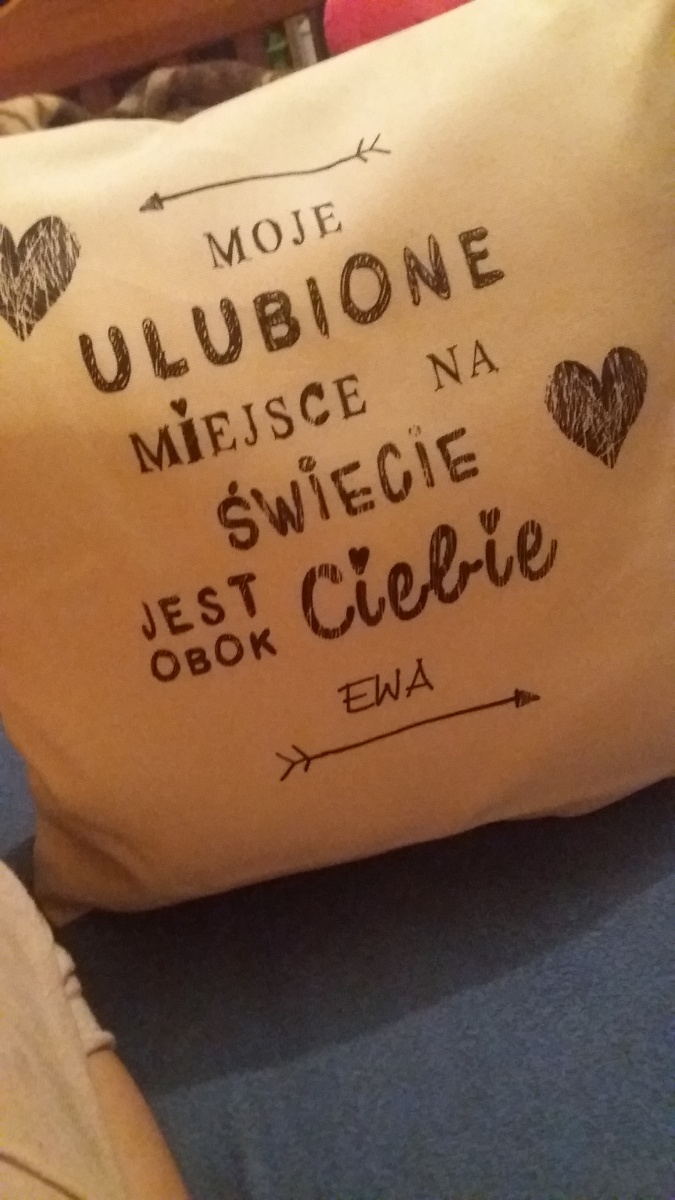 MOJE
ULUBIONE
MIEJSCE NA
ŚWIECIE
JEST
OBOK
Ciebie
EWA